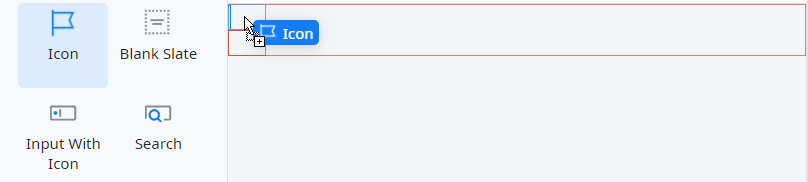 Icon
Blank Slate
Icon
Input With
Icon
Search